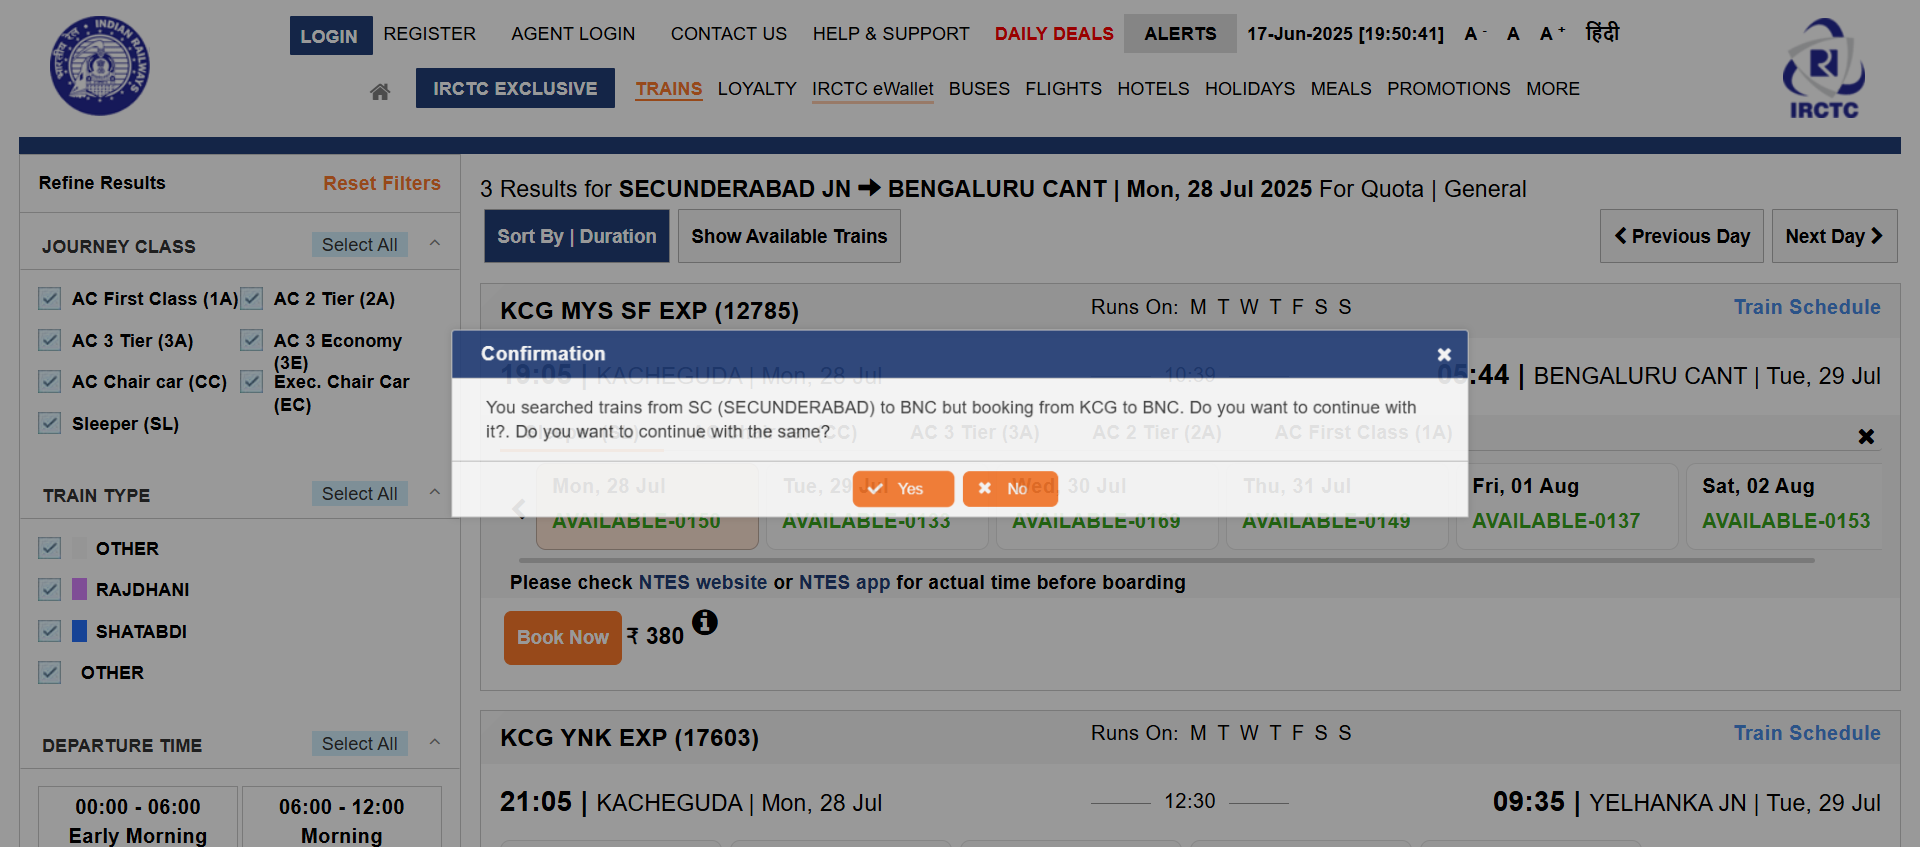 LOGIN REGISTER AGENT LOGIN CONTACT US HELP & SUPPORT DAILY DEALS ALERTS 17-Jun-2025 [19:50:41] A - A A + हिंदी
IRCTC EXCLUSIVE TRAINS LOYALTY IRCTC eWallet BUSES FLIGHTS HOTELS HOLIDAYS MEALS PROMOTIONS MORE
INDIAN RAILWAYS
भारतीय रेल
IRCTC
Refine Results Reset Filters
JOURNEY CLASS Select All
AC First Class (1A) AC 2 Tier (2A)
AC 3 Tier (3A) AC 3 Economy
(3E)
AC Chair car (CC) Exec. Chair Car
(EC)
Sleeper (SL)
TRAIN TYPE Select All
OTHER
RAJDHANI
SHATABDI
OTHER
DEPARTURE TIME Select All
00:00 - 06:00 06:00 - 12:00
Early Morning Morning
3 Results for SECUNDERABAD JN ➔ BENGALURU CANT | Mon, 28 Jul 2025 For Quota | General
Sort By | Duration Show Available Trains Previous Day Next Day
KCG MYS SF EXP (12785) Runs On: M T W T F S S Train Schedule
Confirmation
19:05 | KACHEGUDA | Mon, 28 Jul 10:39 05:44 | BENGALURU CANT | Tue, 29 Jul
You searched trains from SC (SECUNDERABAD) to BNC but booking from KCG to BNC. Do you want to continue with
it?. Do you want to continue with the same?
Sleeper (SL) AC Chair car (CC) AC 3 Tier (3A) AC 2 Tier (2A) AC First Class (1A)
Yes No
Mon, 28 Jul Tue, 29 Jul Wed, 30 Jul Thu, 31 Jul Fri, 01 Aug Sat, 02 Aug
AVAILABLE-0150 AVAILABLE-0133 AVAILABLE-0169 AVAILABLE-0149 AVAILABLE-0137 AVAILABLE-0153
Please check NTES website or NTES app for actual time before boarding
Book Now ₹ 380
KCG YNK EXP (17603) Runs On: M T W T F S S Train Schedule
21:05 | KACHEGUDA | Mon, 28 Jul 12:30 09:35 | YELHANKA JN | Tue, 29 Jul